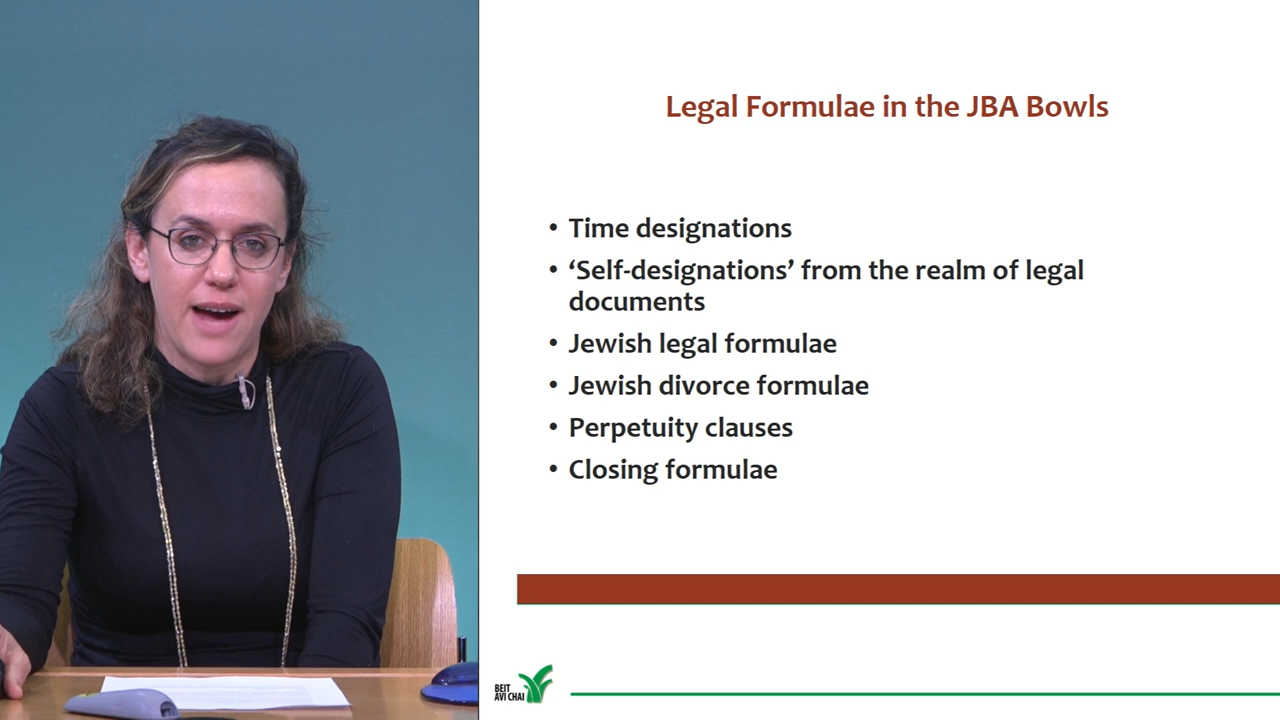 Legal Formulae in the JBA Bowls
• Time designations
• ‘Self-designations’ from the realm of legal
documents
• Jewish legal formulae
• Jewish divorce formulae
• Perpetuity clauses
• Closing formulae
BEIT
AVI CHAI